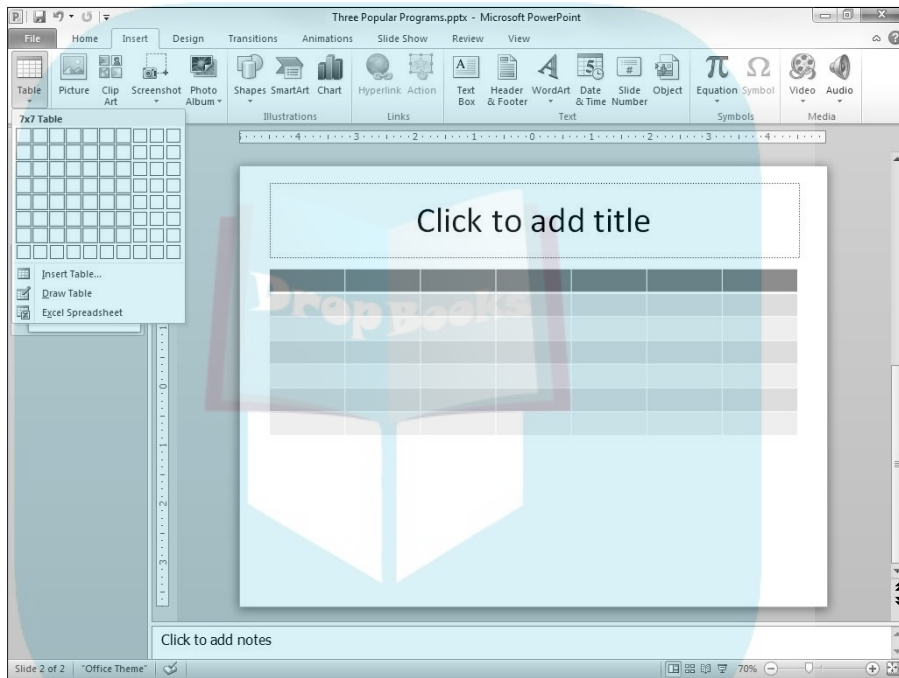 Three Popular Programs.pptx - Microsoft PowerPoint
File Home Insert Design Transitions Animations Slide Show Review View
Table Picture Clip Art Screenshot Photo Album Shapes SmartArt Chart Hyperlink Action Text Box Header & Footer WordArt Date & Time Slide Number Object Equation Symbol Video Audio
Illustrations Links Text Symbols Media
7x7 Table
Insert Table...
Draw Table
Excel Spreadsheet
Click to add title
DropBooks
Click to add notes
Slide 2 of 2 "Office Theme" 70%